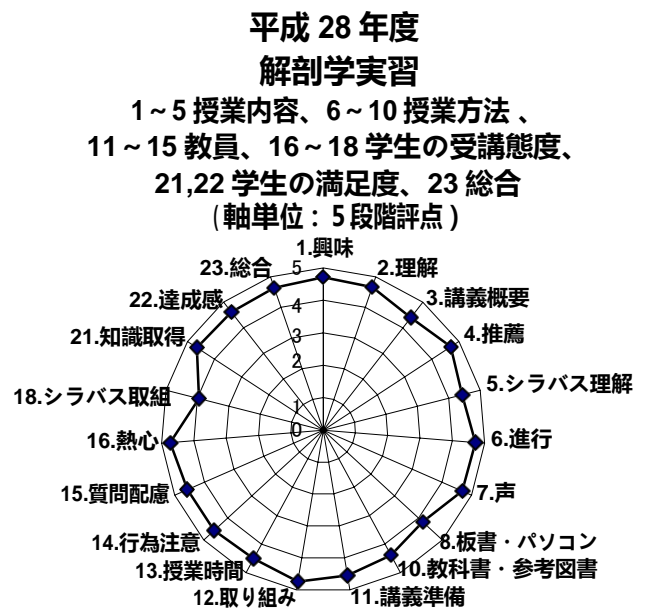 平成 28 年度
解剖学実習
1～5 授業内容、6～10 授業方法 、
11～15 教員、16～18 学生の受講態度、
21,22 学生の満足度、23 総合
(軸単位：5段階評点)
1.興味
2.理解
3.講義概要
4.推薦
5.シラバス理解
6.進行
7.声
8.板書・パソコン
10.教科書・参考図書
11.講義準備
12.取り組み
13.授業時間
14.行為注意
15.質問配慮
16.熱心
18.シラバス取組
21.知識取得
22.達成感
23.総合
5
4
3
2
1
0